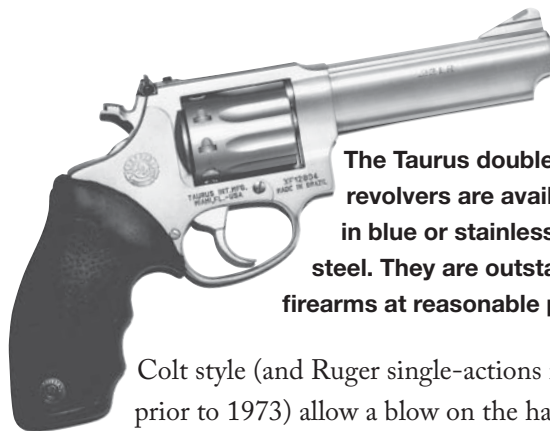 TAURUS INT. MFG.
MIAMI, FL.-USA
XF12804
MADE IN BRAZIL
The Taurus double
revolvers are avail
in blue or stainless
steel. They are outsta
firearms at reasonable p
Colt style (and Ruger single-actions
prior to 1973) allow a blow on the ha